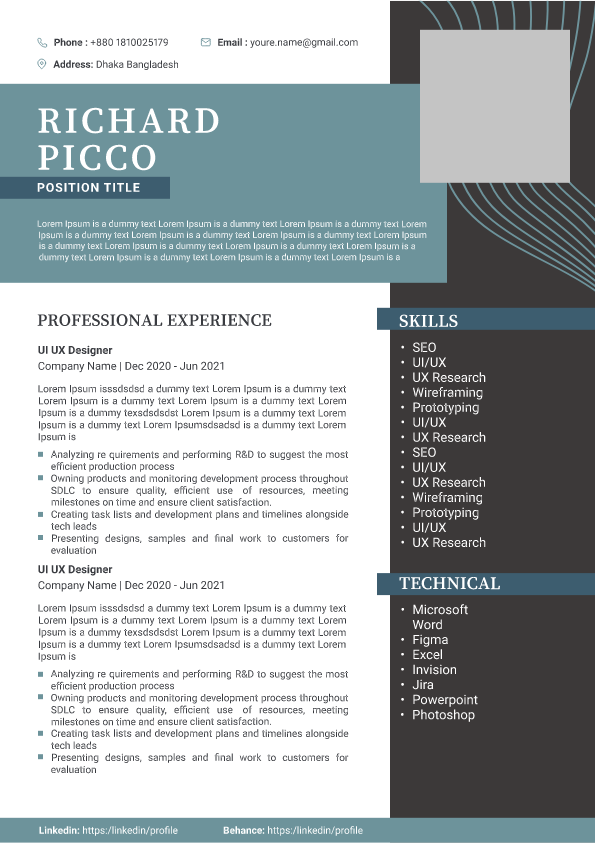 Phone : +880 1810025179 Email : youre.name@gmail.com
Address: Dhaka Bangladesh
RICHARD
PICCO
POSITION TITLE
Lorem Ipsum is a dummy text Lorem Ipsum is a dummy text Lorem Ipsum is a dummy text Lorem
Ipsum is a dummy text Lorem Ipsum is a dummy text Lorem Ipsum is a dummy text Lorem Ipsum
is a dummy text Lorem Ipsum is a dummy text Lorem Ipsum is a dummy text Lorem Ipsum is a
dummy text Lorem Ipsum is a dummy text Lorem Ipsum is a dummy text Lorem Ipsum is a
PROFESSIONAL EXPERIENCE
UI UX Designer
Company Name | Dec 2020 - Jun 2021
Lorem Ipsum isssdsdsd a dummy text Lorem Ipsum is a dummy text
Lorem Ipsum is a dummy text Lorem Ipsum is a dummy text Lorem
Ipsum is a dummy texsdsdsdst Lorem Ipsum is a dummy text Lorem
Ipsum is a dummy text Lorem Ipsumsdsadsd is a dummy text Lorem
Ipsum is
Analyzing re quirements and performing R&D to suggest the most
efficient production process
Owning products and monitoring development process throughout
SDLC to ensure quality, efficient use of resources, meeting
milestones on time and ensure client satisfaction.
Creating task lists and development plans and timelines alongside
tech leads
Presenting designs, samples and final work to customers for
evaluation
UI UX Designer
Company Name | Dec 2020 - Jun 2021
Lorem Ipsum isssdsdsd a dummy text Lorem Ipsum is a dummy text
Lorem Ipsum is a dummy text Lorem Ipsum is a dummy text Lorem
Ipsum is a dummy texsdsdsdst Lorem Ipsum is a dummy text Lorem
Ipsum is a dummy text Lorem Ipsumsdsadsd is a dummy text Lorem
Ipsum is
Analyzing re quirements and performing R&D to suggest the most
efficient production process
Owning products and monitoring development process throughout
SDLC to ensure quality, efficient use of resources, meeting
milestones on time and ensure client satisfaction.
Creating task lists and development plans and timelines alongside
tech leads
Presenting designs, samples and final work to customers for
evaluation
SKILLS
• SEO
• UI/UX
• UX Research
• Wireframing
• Prototyping
• UI/UX
• UX Research
• SEO
• UI/UX
• UX Research
• Wireframing
• Prototyping
• UI/UX
• UX Research
TECHNICAL
• Microsoft
Word
• Figma
• Excel
• Invision
• Jira
• Powerpoint
• Photoshop
Linkedin: https:/linkedin/profile Behance: https:/linkedin/profile